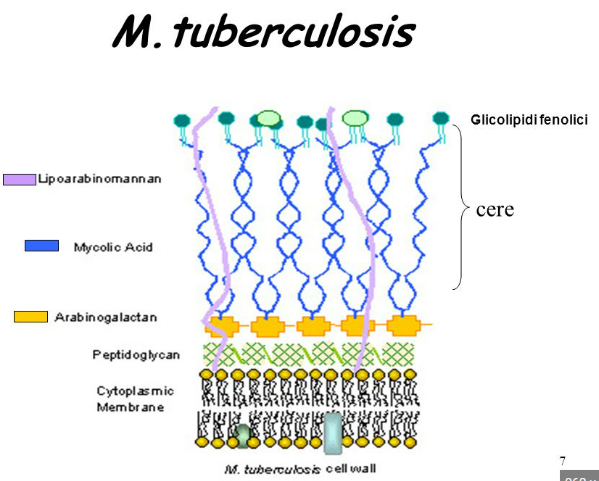 M. tuberculosis
Glicolipidi fenolici
Lipoarabinomannan
cere
Mycolic Acid
Arabinogalactan
Peptidoglycan
Cytoplasmic
Membrane
M. tuberculosis cell wall
7